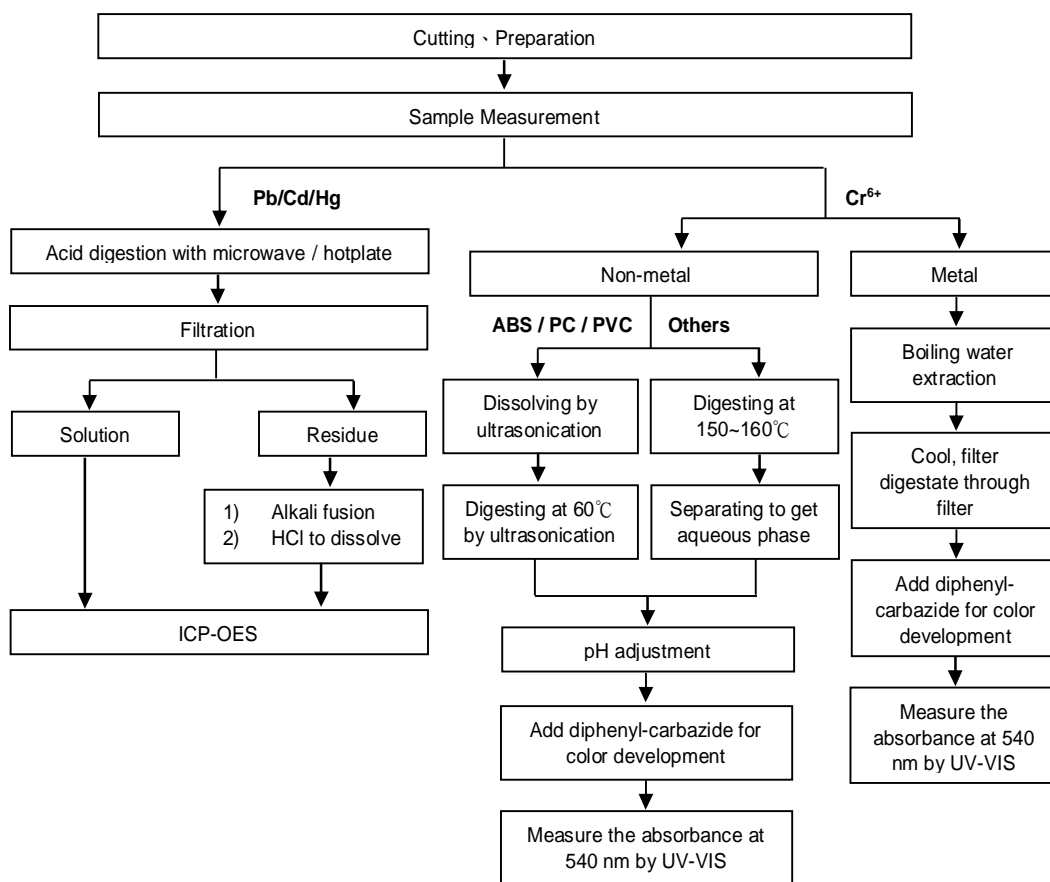 Cutting、Preparation
Sample Measurement
Pb/Cd/Hg
Cr⁶⁺
Acid digestion with microwave / hotplate
Filtration
Solution
Residue
1) Alkali fusion
2) HCl to dissolve
ICP-OES
Non-metal
ABS / PC / PVC
Others
Dissolving by
ultrasonication
Digesting at 60℃
by ultrasonication
Digesting at
150~160℃
Separating to get
aqueous phase
pH adjustment
Add diphenyl-carbazide for
color development
Measure the absorbance at
540 nm by UV-VIS
Metal
Boiling water
extraction
Cool, filter
digestate through
filter
Add diphenyl-
carbazide for color
development
Measure the
absorbance at 540
nm by UV-VIS